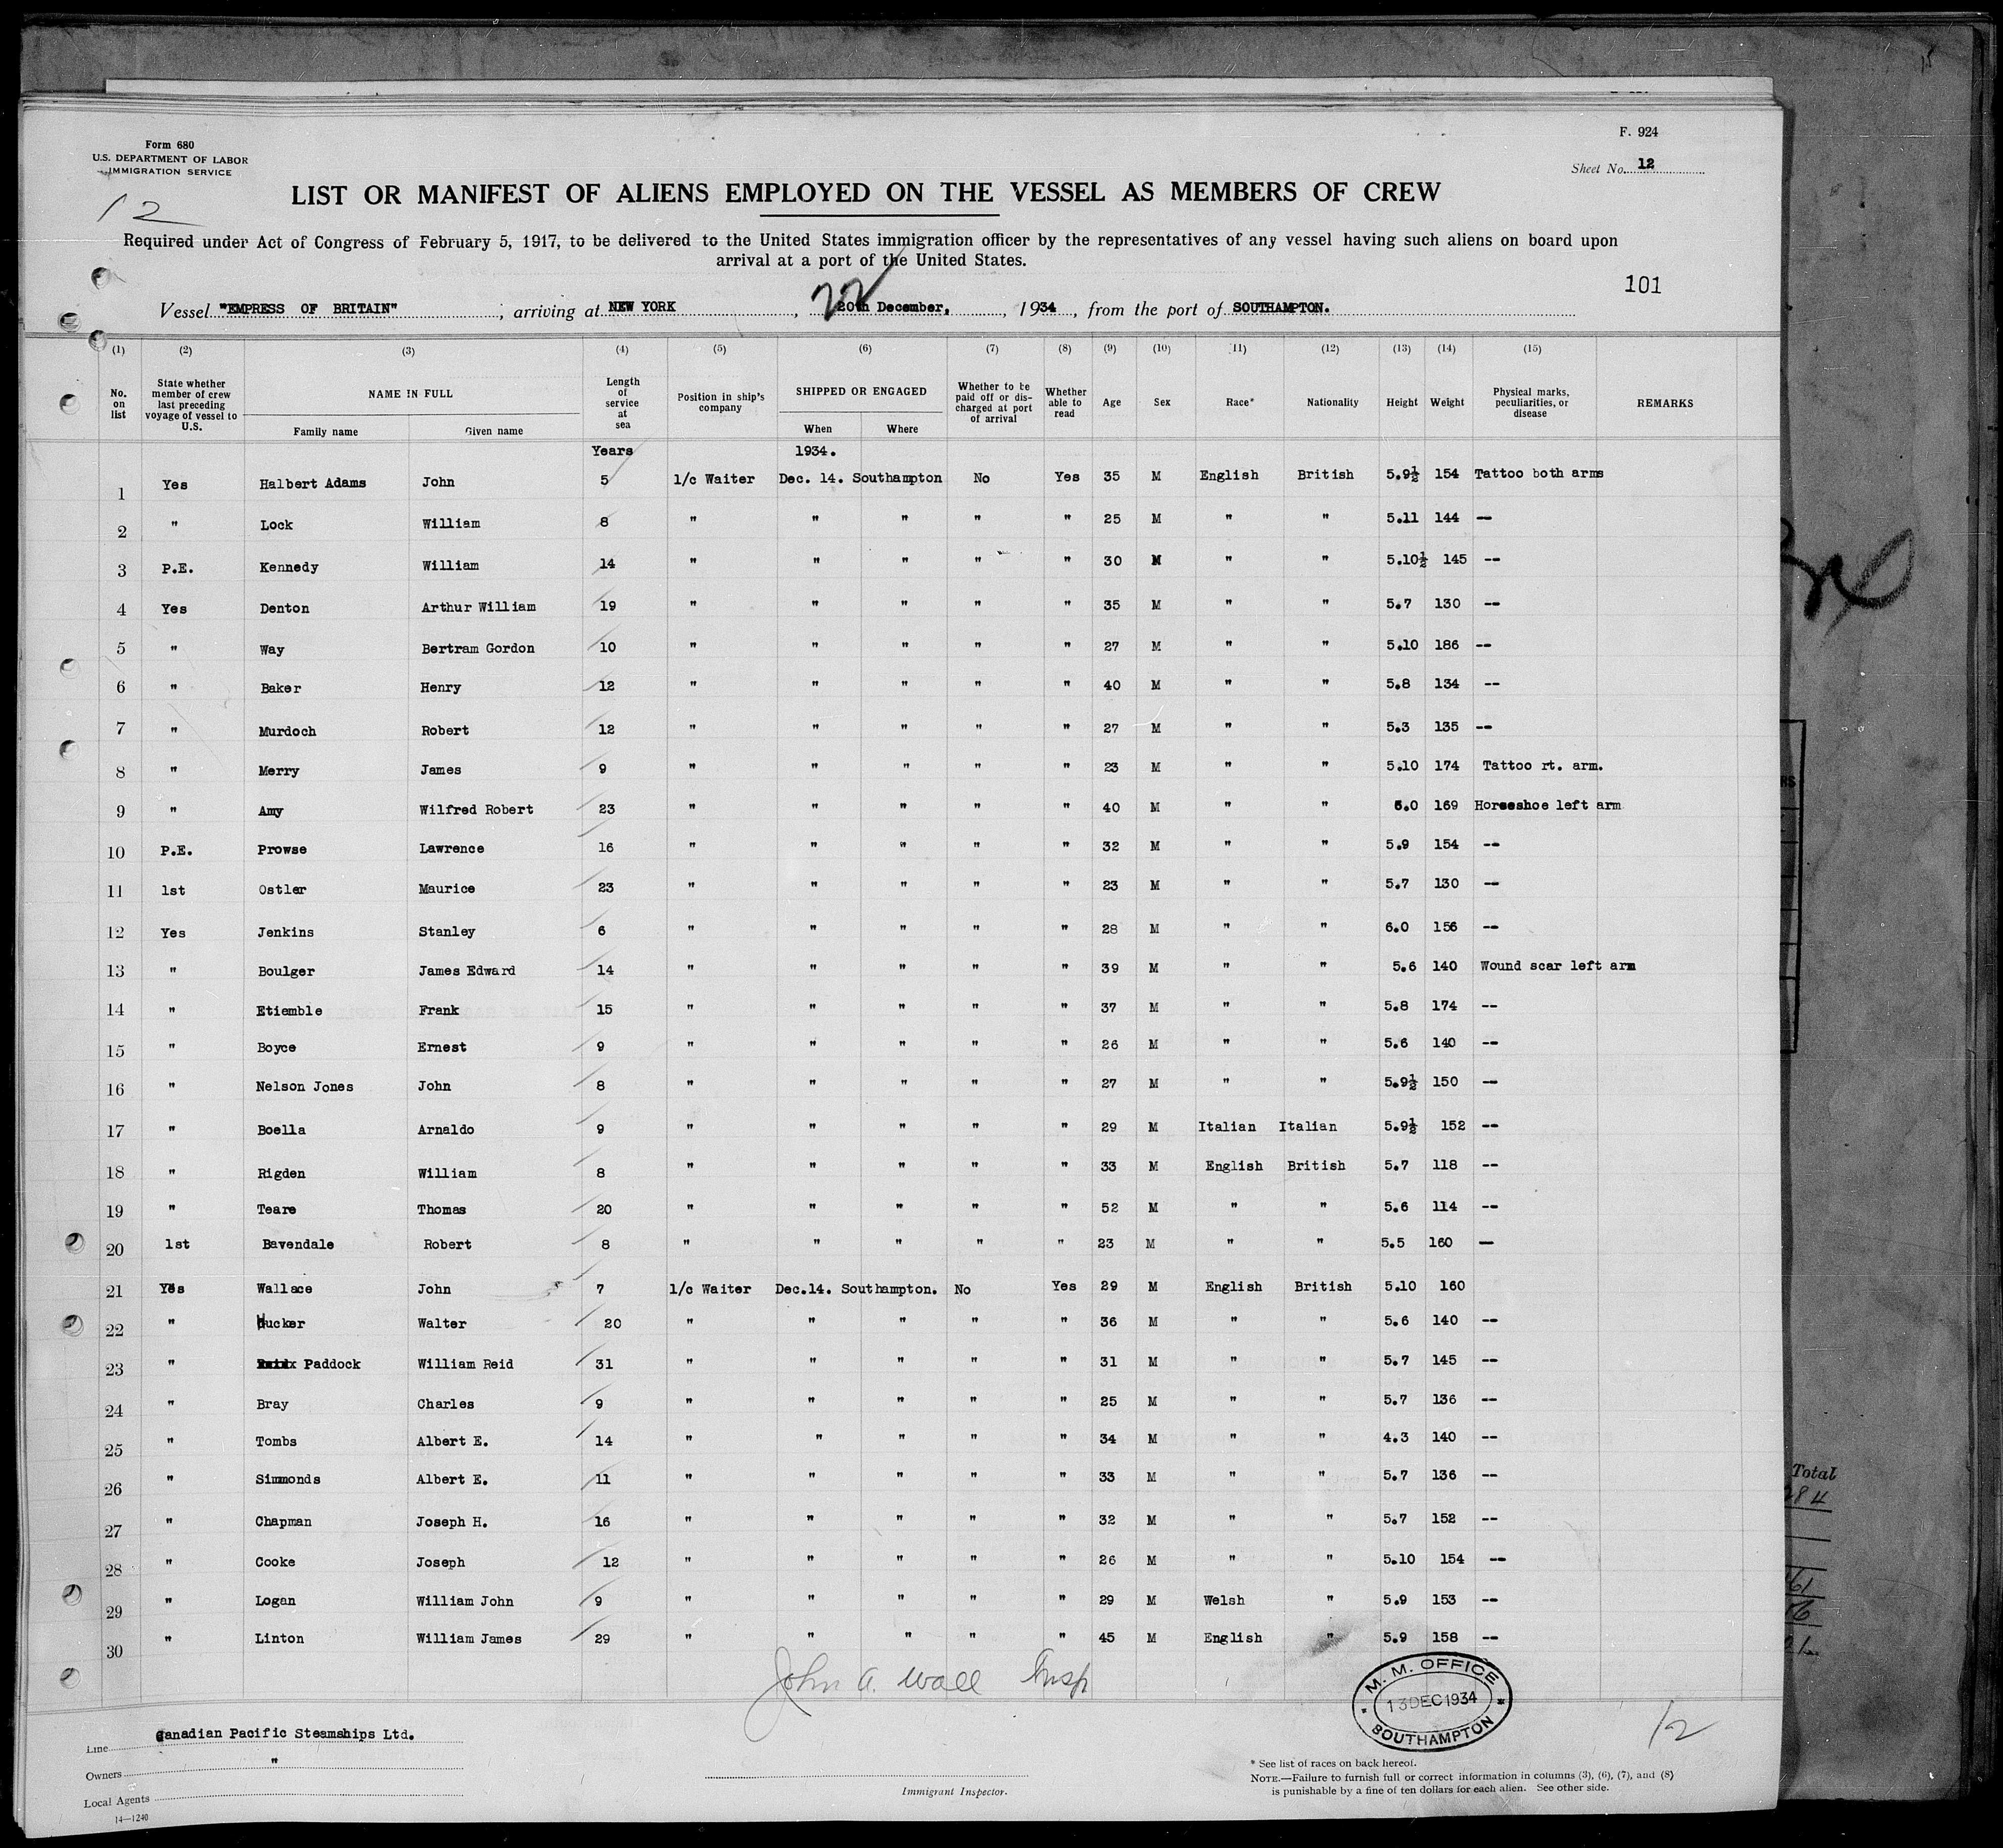 F. 924
Form 680
U.S. DEPARTMENT OF LABOR
IMMIGRATION SERVICE
Sheet No. 12
12
LIST OR MANIFEST OF ALIENS EMPLOYED ON THE VESSEL AS MEMBERS OF CREW
Required under Act of Congress of February 5, 1917, to be delivered to the United States immigration officer by the representatives of any vessel having such aliens on board upon
arrival at a port of the United States.
101
Vessel "EMPRESS OF BRITAIN", arriving at NEW YORK, 22 20th December, 1934, from the port of SOUTHAMPTON.
(1) (2) (3) (4) (5) (6) (7) (8) (9) (10) (11) (12) (13) (14) (15)
No. on list State whether member of crew last preceding voyage of vessel to U.S. NAME IN FULL Length of service at sea Position in ship's company SHIPPED OR ENGAGED Whether to be paid off or discharged at port of arrival Whether able to read Age Sex Race* Nationality Height Weight Physical marks, peculiarities, or disease REMARKS
Family name Given name When Where
Years 1934.
1 Yes Halbert Adams John 5 1/c Waiter Dec. 14. Southampton No Yes 35 M English British 5.9½ 154 Tattoo both arms
2 " Lock William 8 " " " " " 25 M " " 5.11 144 --
3 P.E. Kennedy William 14 " " " " " 30 M " " 5.10½ 145 --
4 Yes Denton Arthur William 19 " " " " " 35 M " " 5.7 130 --
5 " Way Bertram Gordon 10 " " " " " 27 M " " 5.10 186 --
6 " Baker Henry 12 " " " " " 40 M " " 5.8 134 --
7 " Murdoch Robert 12 " " " " " 27 M " " 5.3 135 --
8 " Merry James 9 " " " " " 23 M " " 5.10 174 Tattoo rt. arm.
9 " Amy Wilfred Robert 23 " " " " " 40 M " " 6.0 169 Horseshoe left arm
10 P.E. Prowse Lawrence 16 " " " " " 32 M " " 5.9 154 --
11 1st Ostler Maurice 23 " " " " " 23 M " " 5.7 130 --
12 Yes Jenkins Stanley 6 " " " " " 28 M " " 6.0 156 --
13 " Boulger James Edward 14 " " " " " 39 M " " 5.6 140 Wound scar left arm
14 " Etiemble Frank 15 " " " " " 37 M " " 5.8 174 --
15 " Boyce Ernest 9 " " " " " 26 M " " 5.6 140 --
16 " Nelson Jones John 8 " " " " " 27 M " " 5.9½ 150 --
17 " Boella Arnaldo 9 " " " " " 29 M Italian Italian 5.9½ 152 --
18 " Rigden William 8 " " " " " 33 M English British 5.7 118 --
19 " Teare Thomas 20 " " " " " 52 M " " 5.6 114 --
20 1st Bavendale Robert 8 " " " " " 23 M " " 5.5 160 --
21 Yes Wallace John 7 1/c Waiter Dec.14. Southampton. No Yes 29 M English British 5.10 160
22 " ucker Walter 20 " " " " " 36 M " " 5.6 140 --
23 " Paddock William Reid 31 " " " " " 31 M " " 5.7 145 --
24 " Bray Charles 9 " " " " " 25 M " " 5.7 136 --
25 " Tombs Albert E. 14 " " " " " 34 M " " 4.3 140 --
26 " Simmonds Albert E. 11 " " " " " 33 M " " 5.7 136 --
27 " Chapman Joseph H. 16 " " " " " 32 M " " 5.7 152 --
28 " Cooke Joseph 12 " " " " " 26 M " " 5.10 154 --
29 " Logan William John 9 " " " " " 29 M Welsh " 5.9 153 --
30 " Linton William James 29 " " " " " 45 M English " 5.9 158 --
John A. Wall Insp
M. M. OFFICE
13 DEC 1934
SOUTHAMPTON
12
Line Canadian Pacific Steamships Ltd.
Owners "
Local Agents
14—1240
Immigrant Inspector.
* See list of races on back hereof.
NOTE.—Failure to furnish full or correct information in columns (3), (6), (7), and (8)
is punishable by a fine of ten dollars for each alien. See other side.
Total